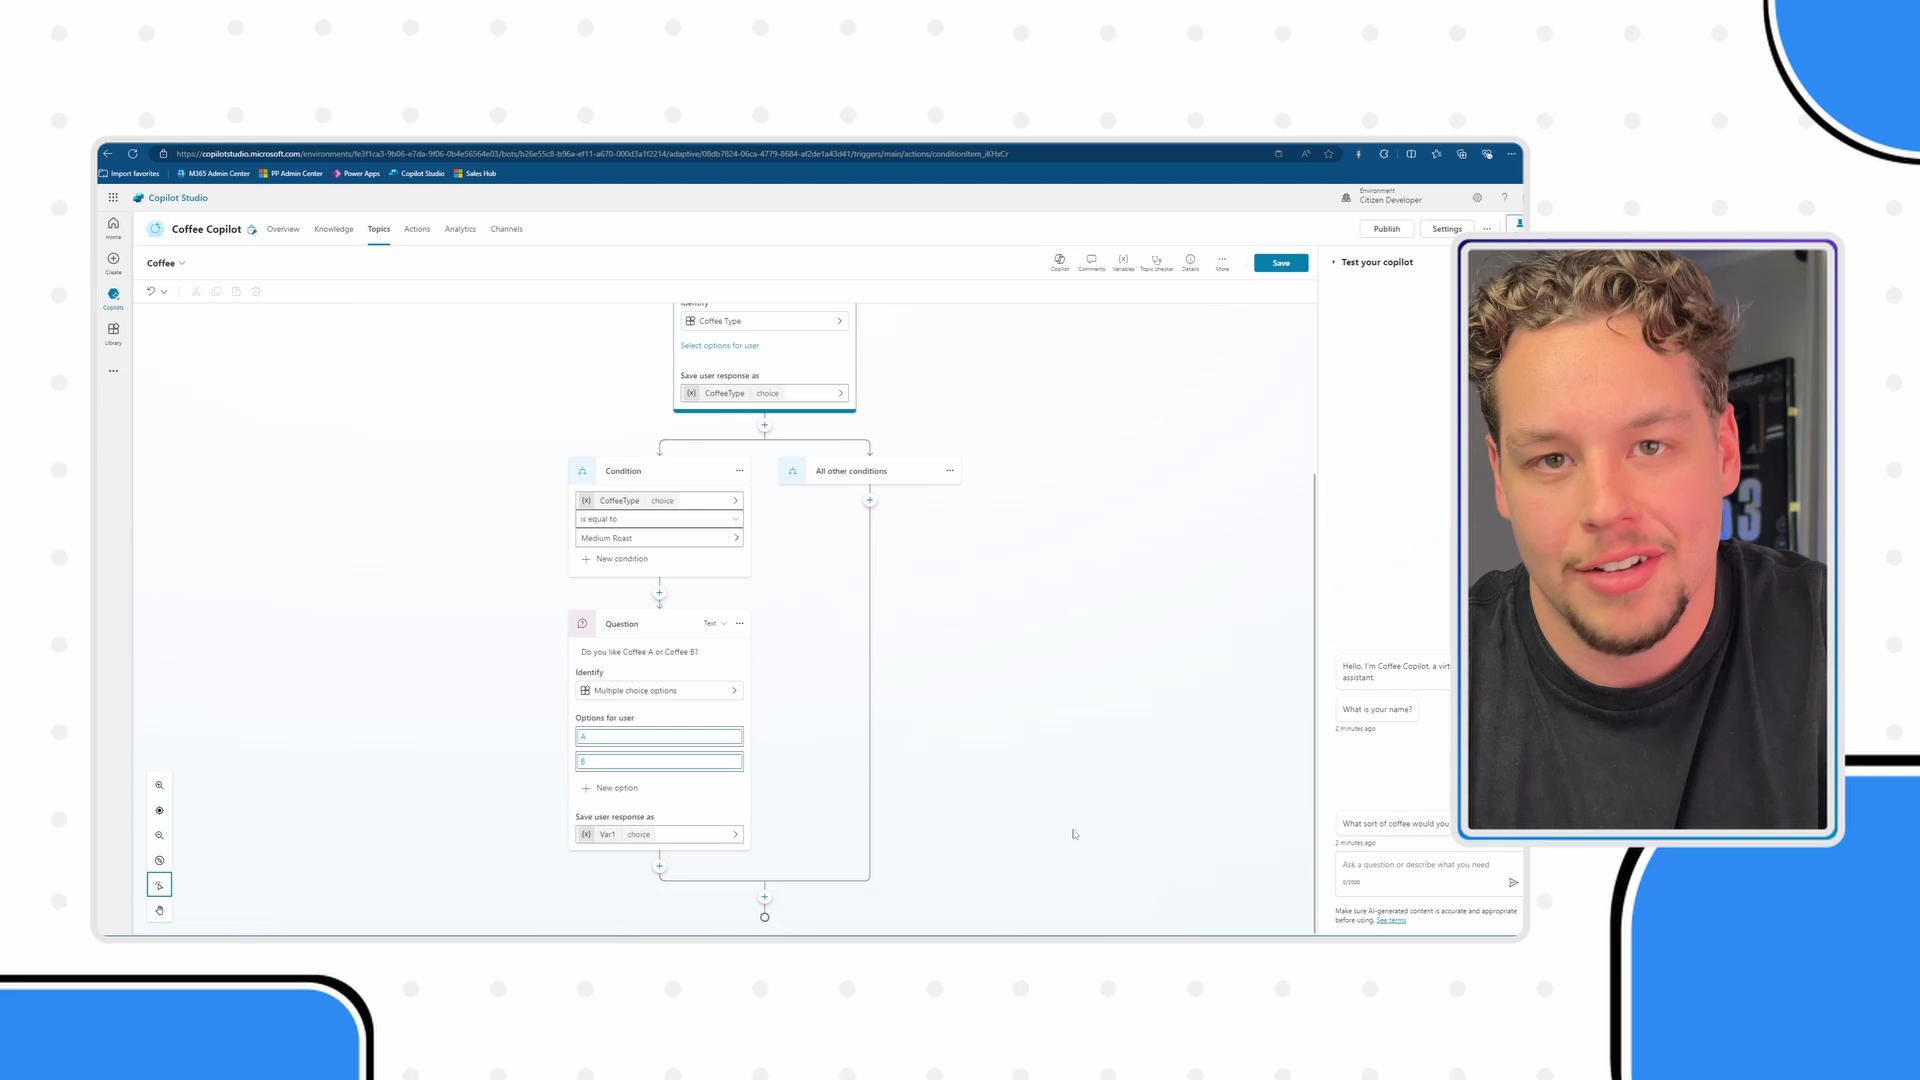 https://copilotstudio.microsoft.com/environments/fe3f1ca3-9b06-e7da-9f06-0b4e56564e03/bots/b26e55c8-b96a-ef11-a670-000d3a1f2214/adaptive/08db7824-06ca-4779-8684-af2de1a43d41/triggers/main/actions/conditionItem_iKHxCr
Import favorites
M365 Admin Center
PP Admin Center
Power Apps
Copilot Studio
Sales Hub
Copilot Studio
Environment
Citizen Developer
Home
Create
Copilots
Library
Coffee Copilot
Overview
Knowledge
Topics
Actions
Analytics
Channels
Publish
Settings
Coffee
Copilot
Comments
Variables
Topic checker
Details
More
Save
Test your copilot
Identify
Coffee Type
Select options for user
Save user response as
{x} CoffeeType choice
Condition
{x} CoffeeType choice
is equal to
Medium Roast
New condition
All other conditions
Question
Text
Do you like Coffee A or Coffee B?
Identify
Multiple choice options
Options for user
A
B
New option
Save user response as
{x} Var1 choice
Hello, I'm Coffee Copilot, a virt
assistant.
What is your name?
2 minutes ago
What sort of coffee would you
2 minutes ago
Ask a question or describe what you need
0/2000
Make sure AI-generated content is accurate and appropriate
before using. See terms